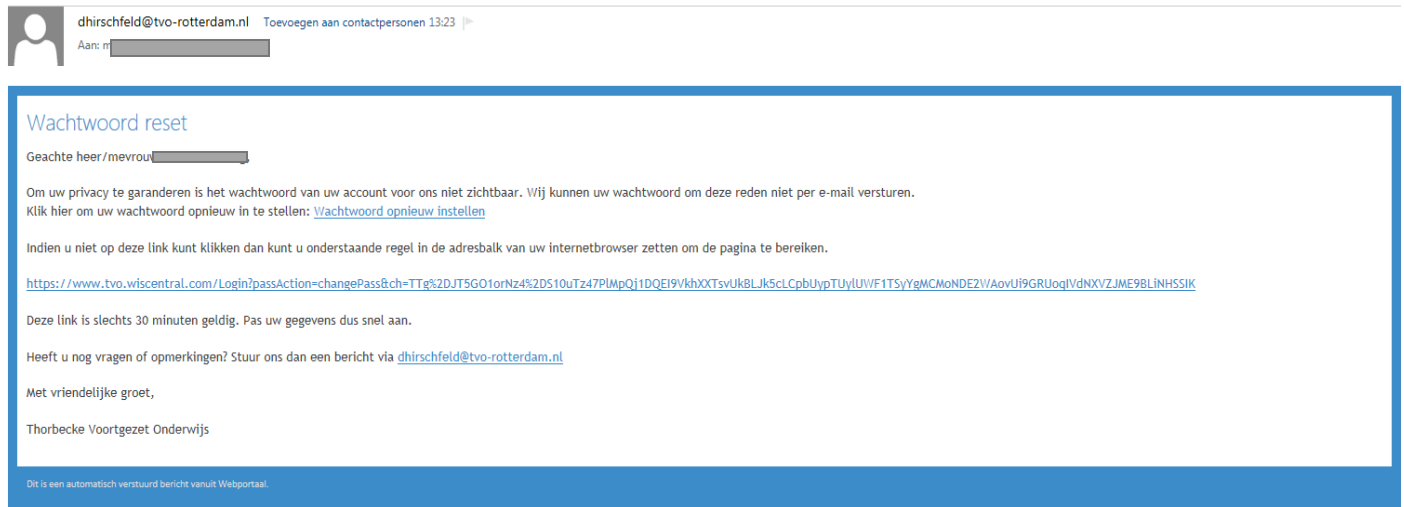 dhirschfeld@tvo-rotterdam.nl Toevoegen aan contactpersonen 13:23
Aan: m
Wachtwoord reset
Geachte heer/mevrouw
Om uw privacy te garanderen is het wachtwoord van uw account voor ons niet zichtbaar. Wij kunnen uw wachtwoord om deze reden niet per e-mail versturen.
Klik hier om uw wachtwoord opnieuw in te stellen: Wachtwoord opnieuw instellen
Indien u niet op deze link kunt klikken dan kunt u onderstaande regel in de adresbalk van uw internetbrowser zetten om de pagina te bereiken.
https://www.tvo.wiscentral.com/Login?passAction=changePass&ch=TTg%2DJT5GO1orNz4%2DS10uTz47PlMpQj1DQEI9VkhXXTsvUkBLJk5cLCpbUypTUylUWF1TSyYgMCMoNDE2WAovUi9GRUoqIVdNXVZJME9BLiNHSSIK
Deze link is slechts 30 minuten geldig. Pas uw gegevens dus snel aan.
Heeft u nog vragen of opmerkingen? Stuur ons dan een bericht via dhirschfeld@tvo-rotterdam.nl
Met vriendelijke groet,
Thorbecke Voortgezet Onderwijs
Dit is een automatisch verstuurd bericht vanuit Webportaal.